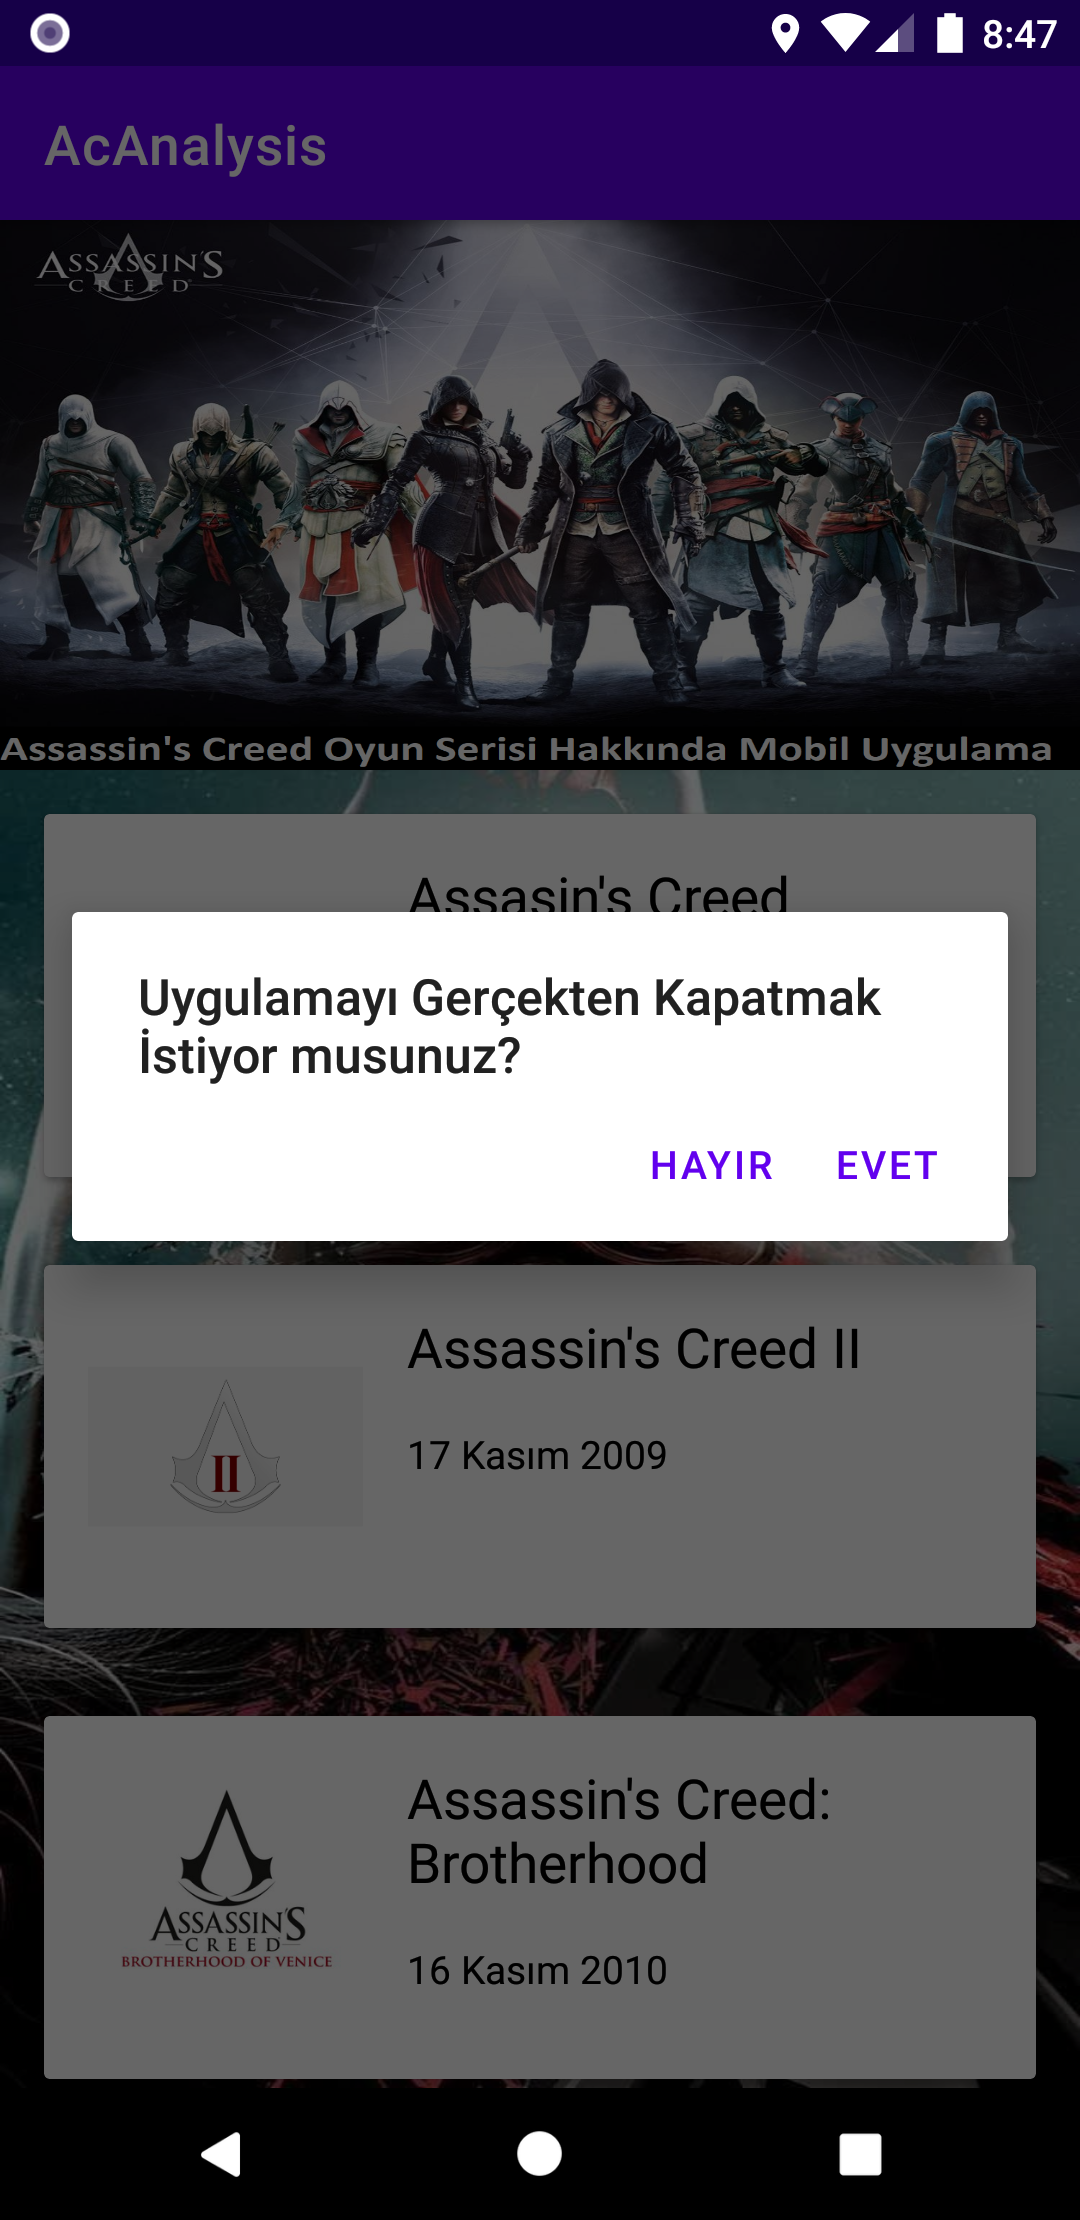 8:47
AcAnalysis
ASSASSIN'S
CREED
Assassin's Creed Oyun Serisi Hakkında Mobil Uygulama
Assasin's Creed
Uygulamayı Gerçekten Kapatmak
İstiyor musunuz?
HAYIR EVET
Assassin's Creed II
II
17 Kasım 2009
Assassin's Creed:
Brotherhood
ASSASSIN'S
CREED
BROTHERHOOD OF VENICE
16 Kasım 2010